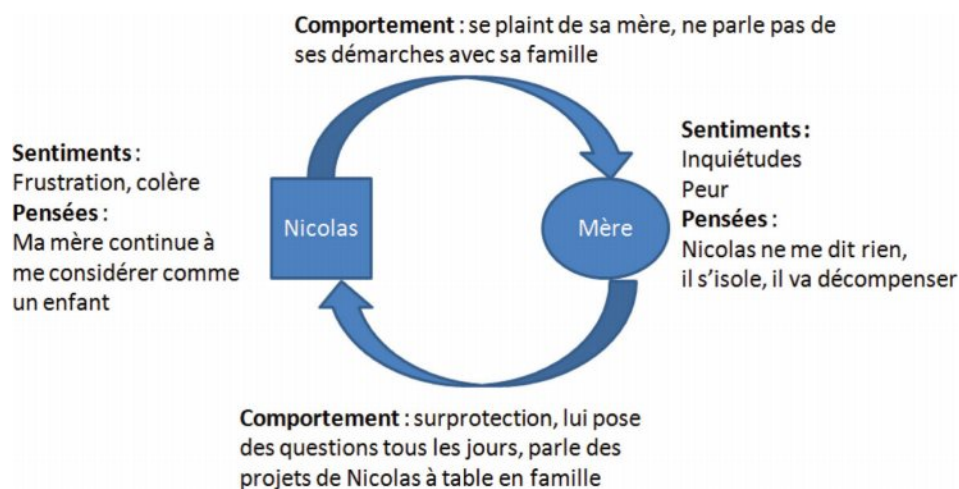 Comportement : se plaint de sa mère, ne parle pas de
ses démarches avec sa famille
Sentiments :
Frustration, colère
Pensées :
Ma mère continue à
me considérer comme
un enfant
Nicolas
Mère
Sentiments :
Inquiétudes
Peur
Pensées :
Nicolas ne me dit rien,
il s’isole, il va décompenser
Comportement : surprotection, lui pose
des questions tous les jours, parle des
projets de Nicolas à table en famille